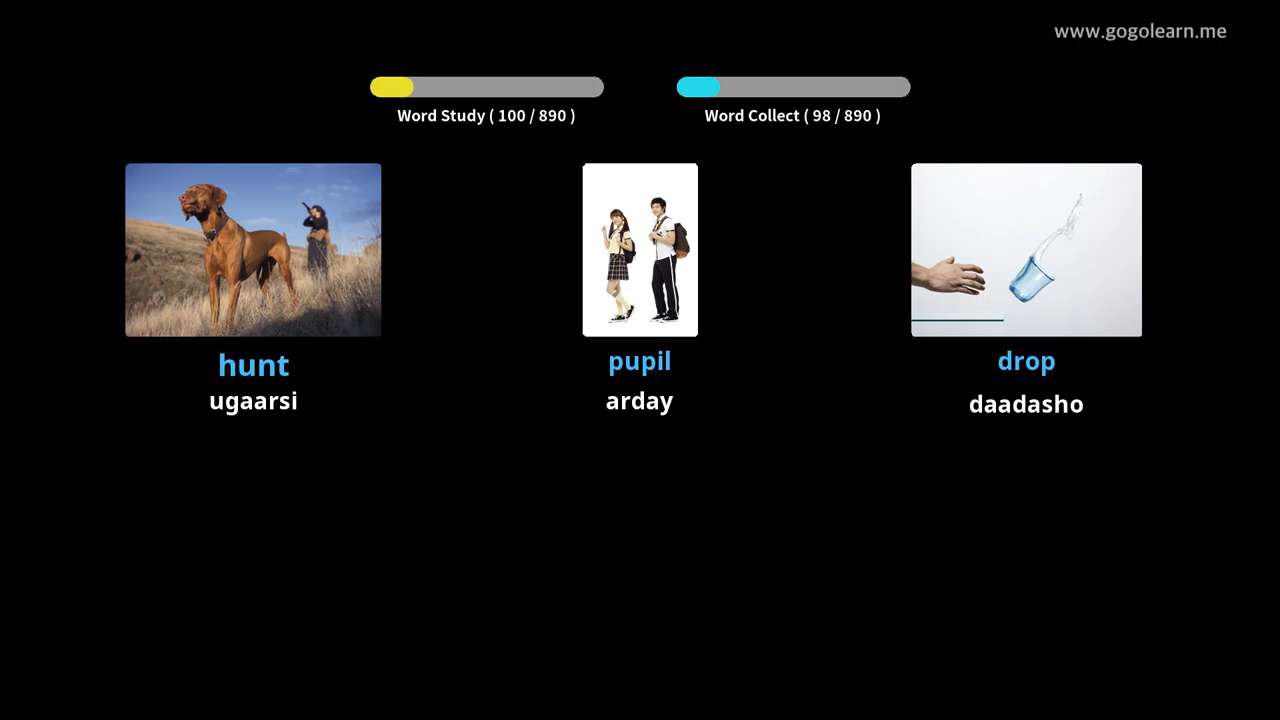 www.gogolearn.me
Word Study ( 100 / 890 )
Word Collect ( 98 / 890 )
hunt
ugaarsi
pupil
arday
drop
daadasho